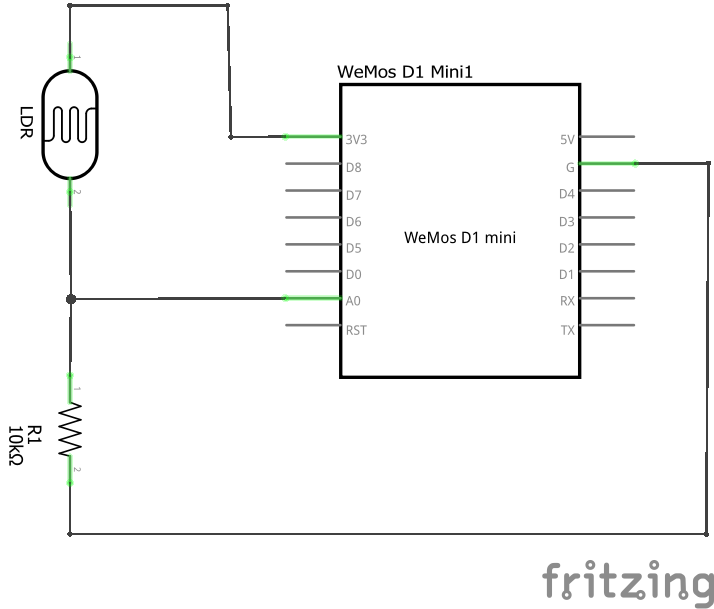 WeMos D1 Mini1
1
LDR
2
3V3
D8
D7
D6
D5
D0
A0
RST
WeMos D1 mini
5V
G
D4
D3
D2
D1
RX
TX
1
R1
10kΩ
2
fritzing